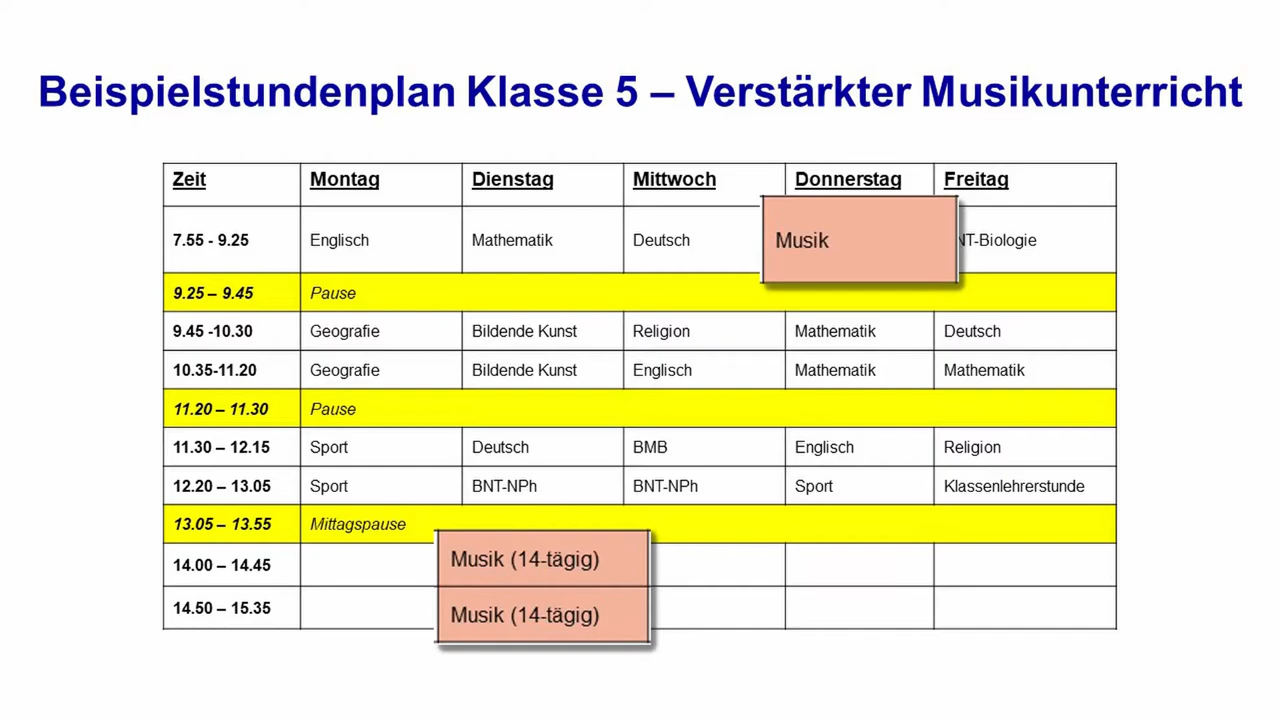 Beispielstundenplan Klasse 5 – Verstärkter Musikunterricht
Zeit Montag Dienstag Mittwoch Donnerstag Freitag
7.55 - 9.25 Englisch Mathematik Deutsch Musik NT-Biologie
9.25 – 9.45 Pause
9.45 -10.30 Geografie Bildende Kunst Religion Mathematik Deutsch
10.35-11.20 Geografie Bildende Kunst Englisch Mathematik Mathematik
11.20 – 11.30 Pause
11.30 – 12.15 Sport Deutsch BMB Englisch Religion
12.20 – 13.05 Sport BNT-NPh BNT-NPh Sport Klassenlehrerstunde
13.05 – 13.55 Mittagspause
14.00 – 14.45 Musik (14-tägig)
14.50 – 15.35 Musik (14-tägig)